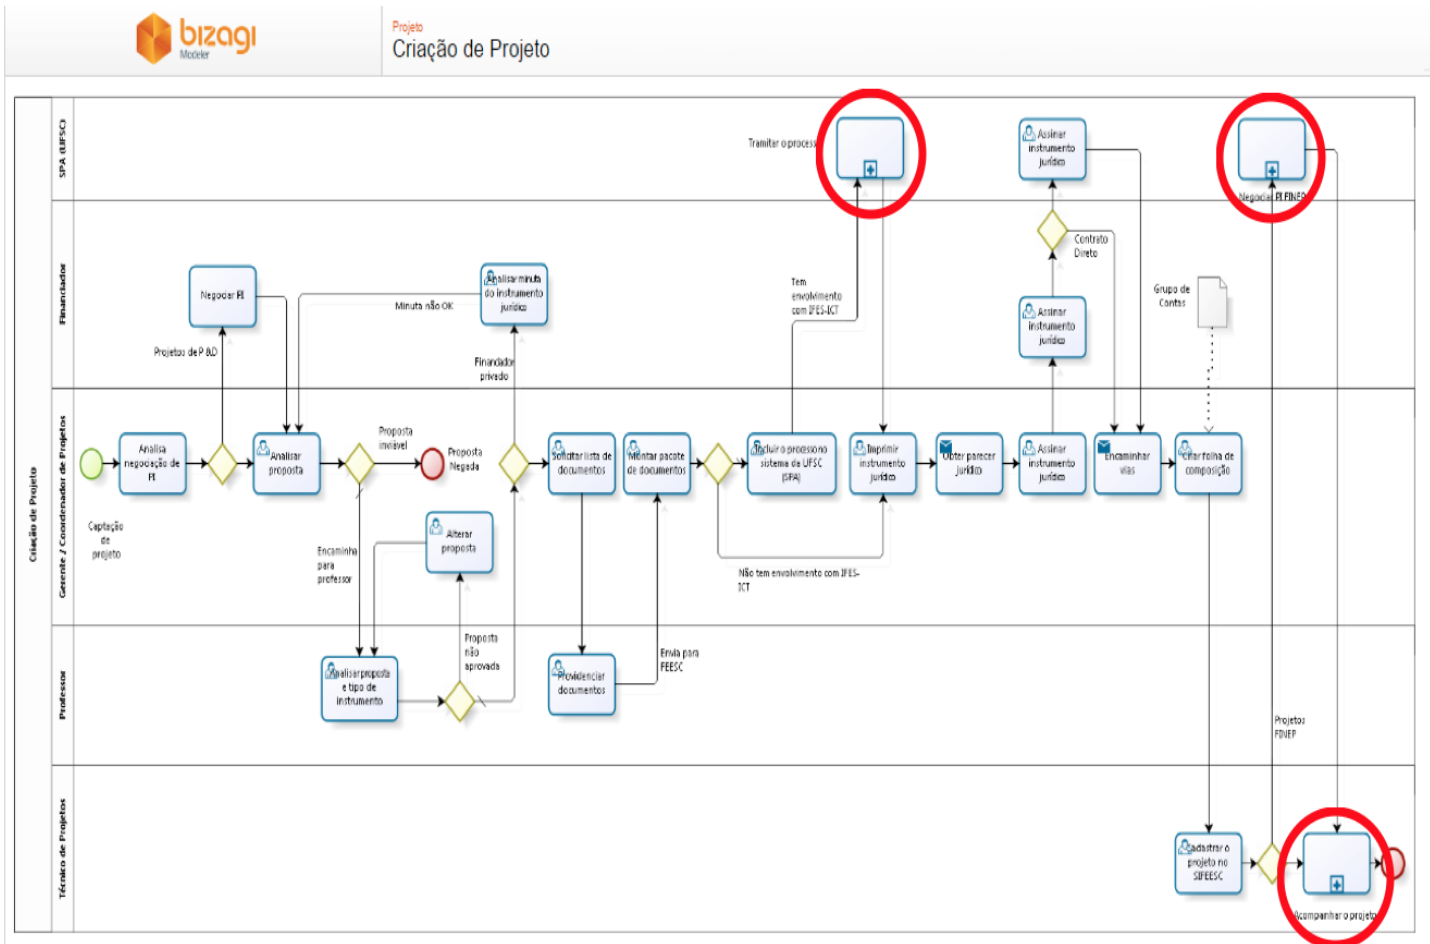 bizagi
Modeler
Projeto
Criação de Projeto
Criação de Projeto
SPA (UFSC)
Tramitar o process
Assinar
instrumento
jurídico
Negociar PI FINEP
Financiador
Negociar PI
Projetos de P &D
Minuta não OK
Analisar minuta
do instrumento
jurídico
Financiador
privado
Tem
envolvimento
com IFES-ICT
Contrato
Direto
Assinar
instrumento
jurídico
Grupo de
Contas
Gerente / Coordenador de Projetos
Captação
de
projeto
Analisa
negociação de
PI
Analisar
proposta
Proposta
inviável
Proposta
Negada
Encaminha
para
professor
Alterar
proposta
Solicitar lista de
documentos
Montar pacote
de documentos
Incluir o processo no
sistema da UFSC
(SPA)
Não tem envolvimento com IFES-
ICT
Imprimir
instrumento
jurídico
Obter parecer
jurídico
Assinar
instrumento
jurídico
Encaminhar
vias
Criar folha de
composição
Professor
Analisar proposta
e tipo de
instrumento
Proposta
não
aprovada
Providenciar
documentos
Envia para
FEESC
Projetos
FINEP
Técnico de Projetos
Cadastrar o
projeto no
SIFEESC
Acompanhar o projeto